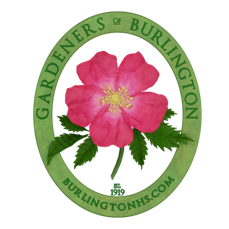 GARDENERS OF BURLINGTON
EST.
1919
BURLINGTONHS.COM